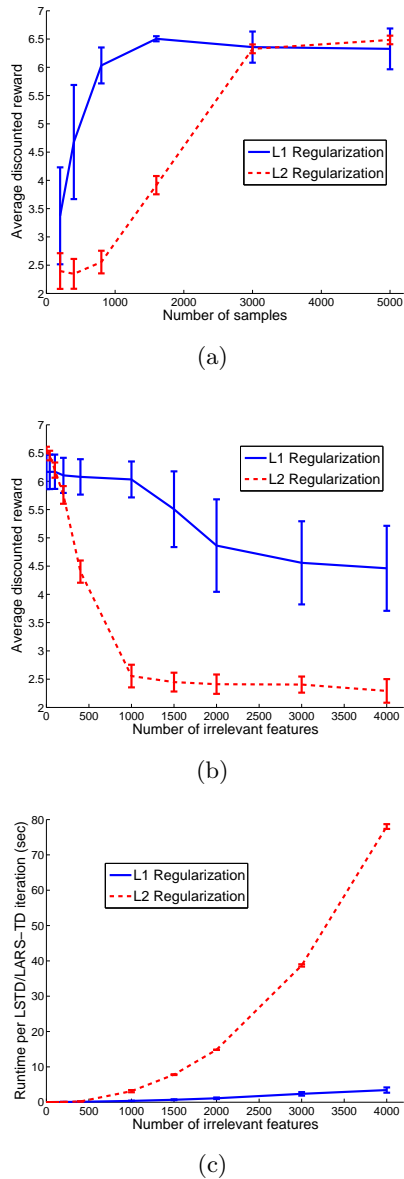 7
6.5
6
5.5
5
4.5
4
3.5
3
2.5
2
Average discounted reward
L1 Regularization
L2 Regularization
0 1000 2000 3000 4000 5000
Number of samples
(a)
7
6.5
6
5.5
5
4.5
4
3.5
3
2.5
2
Average discounted reward
L1 Regularization
L2 Regularization
0 500 1000 1500 2000 2500 3000 3500 4000
Number of irrelevant features
(b)
80
70
60
50
40
30
20
10
0
Runtime per LSTD/LARS−TD iteration (sec)
L1 Regularization
L2 Regularization
0 500 1000 1500 2000 2500 3000 3500 4000
Number of irrelevant features
(c)